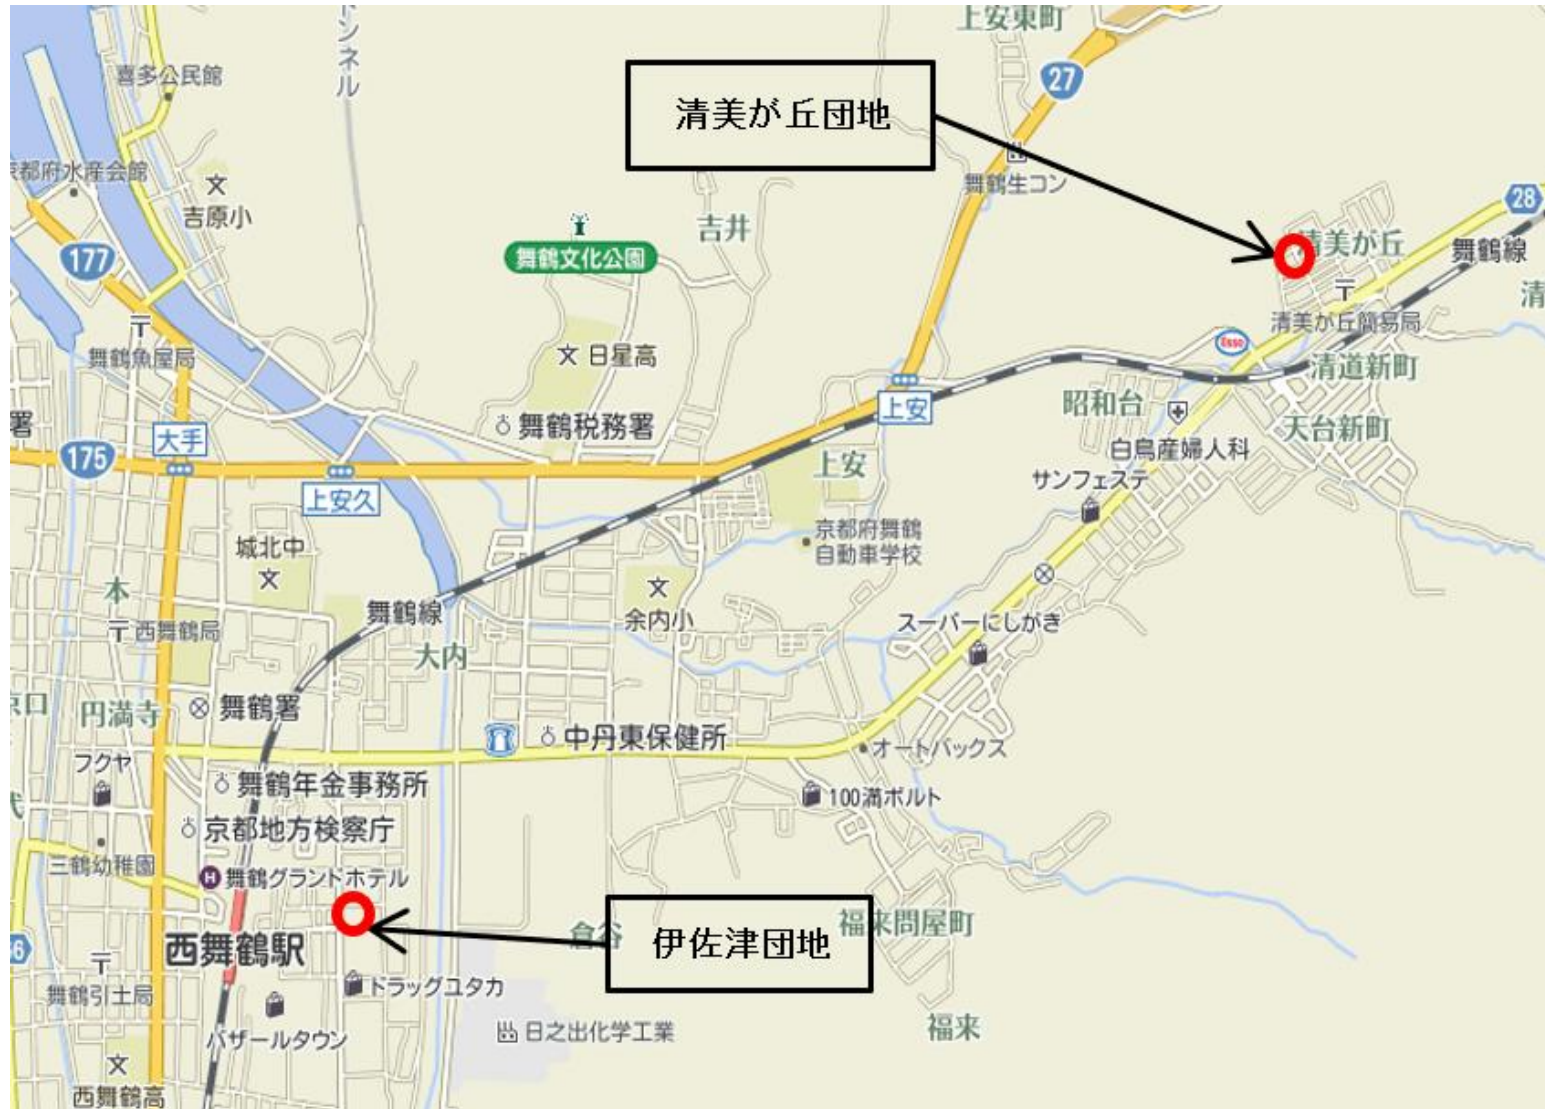 上安東町
トンネル
喜多公民館
27
清美が丘団地
京都府水産会館
舞鶴生コン
吉原小
28
吉井
清美が丘
舞鶴線
177
舞鶴文化公園
清
清美が丘簡易局
Esso
舞鶴魚屋局
日星高
清道新町
上安
昭和台
署
舞鶴税務署
天台新町
大手
175
白鳥産婦人科
上安
サンフェステ
上安久
京都府舞鶴
自動車学校
城北中
本
舞鶴線
余内小
西舞鶴局
スーパーにしがき
大内
京口
円満寺
舞鶴署
中丹東保健所
オートバックス
フクヤ
舞鶴年金事務所
100満ボルト
代
京都地方検察庁
三鶴幼稚園
H
舞鶴グランドホテル
福来問屋町
倉谷
伊佐津団地
西舞鶴駅
66
舞鶴引土局
ドラッグユタカ
バザールタウン
日之出化学工業
福来
西舞鶴高